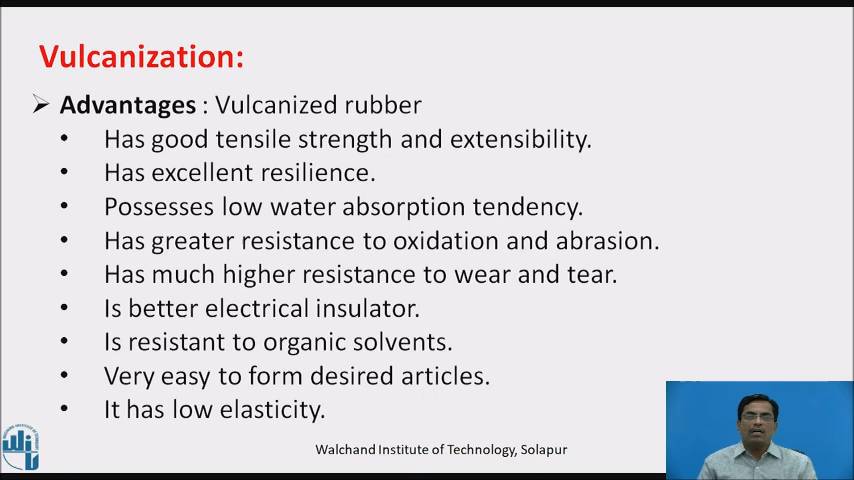 Vulcanization:
➢ Advantages : Vulcanized rubber
• Has good tensile strength and extensibility.
• Has excellent resilience.
• Possesses low water absorption tendency.
• Has greater resistance to oxidation and abrasion.
• Has much higher resistance to wear and tear.
• Is better electrical insulator.
• Is resistant to organic solvents.
• Very easy to form desired articles.
• It has low elasticity.
Walchand Institute of Technology, Solapur